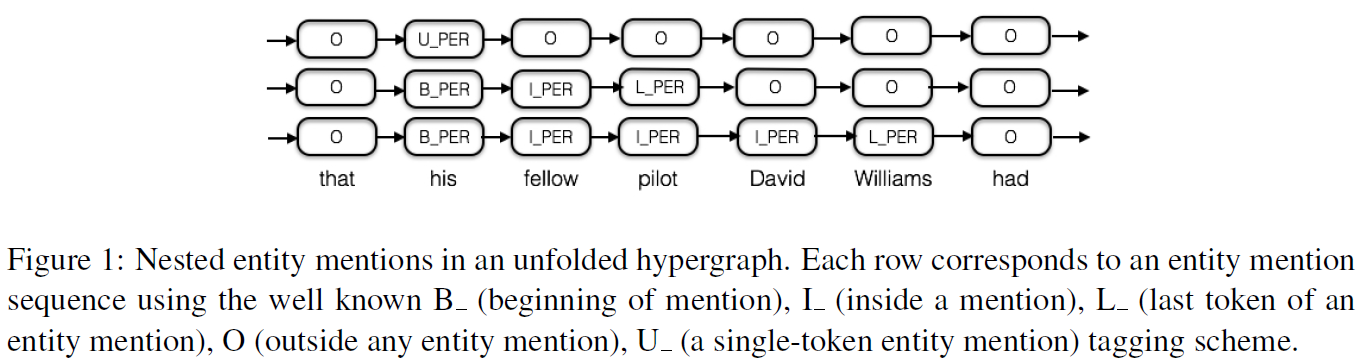 O U_PER O O O O O
O B_PER I_PER L_PER O O O
O B_PER I_PER I_PER I_PER L_PER O
that his fellow pilot David Williams had
Figure 1: Nested entity mentions in an unfolded hypergraph. Each row corresponds to an entity mention
sequence using the well known B_ (beginning of mention), I_ (inside a mention), L_ (last token of an
entity mention), O (outside any entity mention), U_ (a single-token entity mention) tagging scheme.